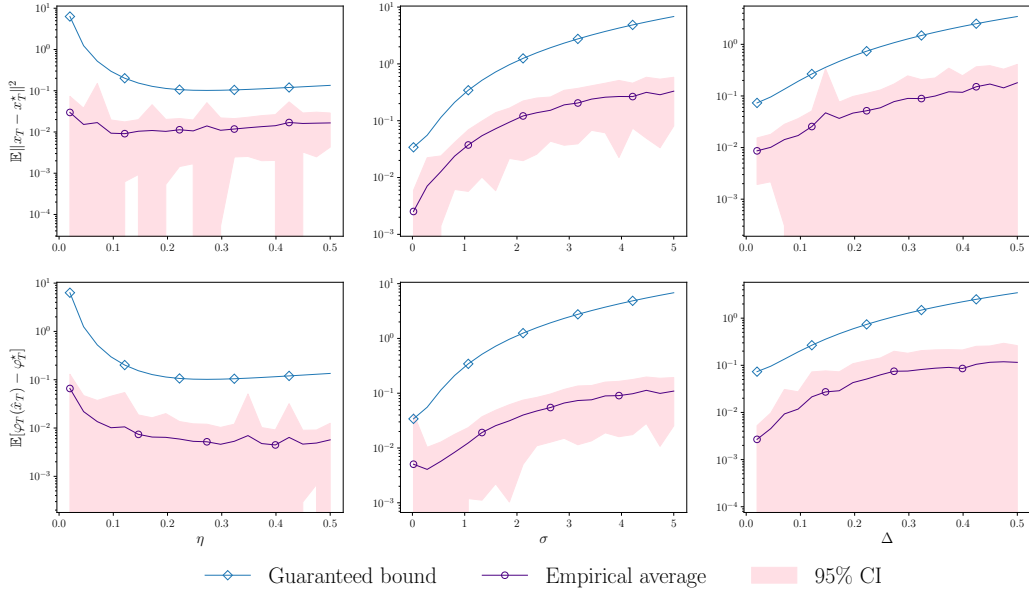 10¹
10⁰
10⁻¹
10⁻²
10⁻³
10⁻⁴
𝔼‖x_T − x_T^⋆‖²
0.0 0.1 0.2 0.3 0.4 0.5
10¹
10⁰
10⁻¹
10⁻²
10⁻³
0 1 2 3 4 5
10⁰
10⁻¹
10⁻²
10⁻³
0.0 0.1 0.2 0.3 0.4 0.5
10¹
10⁰
10⁻¹
10⁻²
10⁻³
𝔼[φ_T(x̂_T) − φ_T^⋆]
0.0 0.1 0.2 0.3 0.4 0.5
η
10¹
10⁰
10⁻¹
10⁻²
10⁻³
0 1 2 3 4 5
σ
10⁰
10⁻¹
10⁻²
10⁻³
10⁻⁴
0.0 0.1 0.2 0.3 0.4 0.5
Δ
Guaranteed bound Empirical average 95% CI